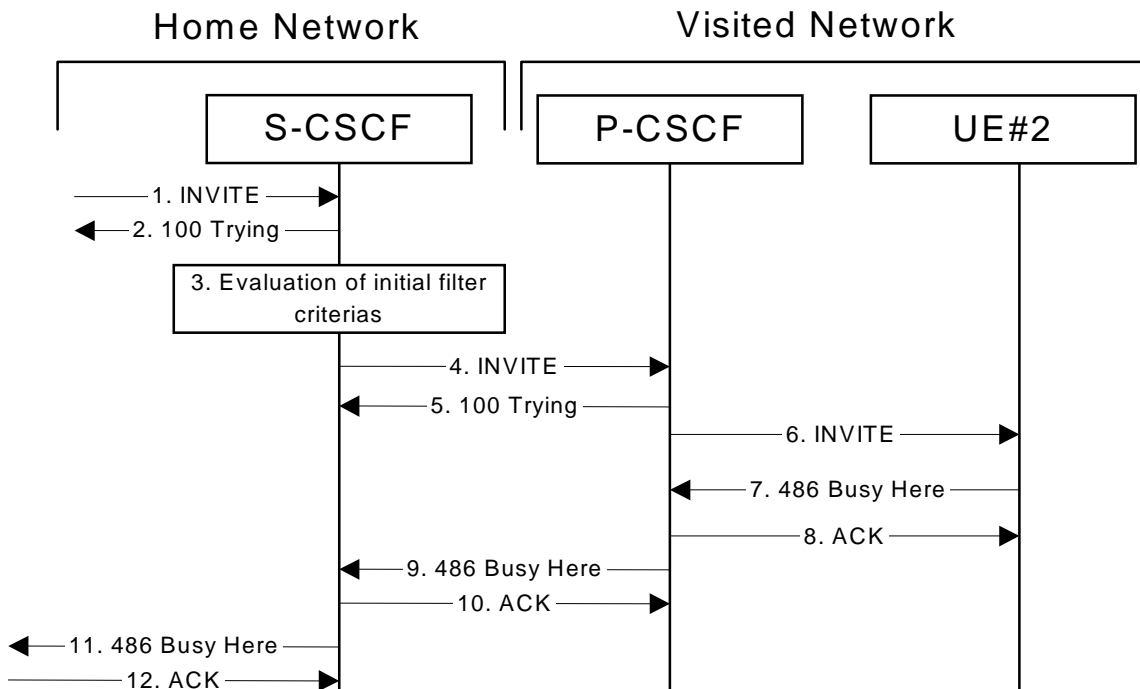 Home Network
Visited Network
S-CSCF
P-CSCF
UE#2
1. INVITE
2. 100 Trying
3. Evaluation of initial filter
criterias
4. INVITE
5. 100 Trying
6. INVITE
7. 486 Busy Here
8. ACK
9. 486 Busy Here
10. ACK
11. 486 Busy Here
12. ACK